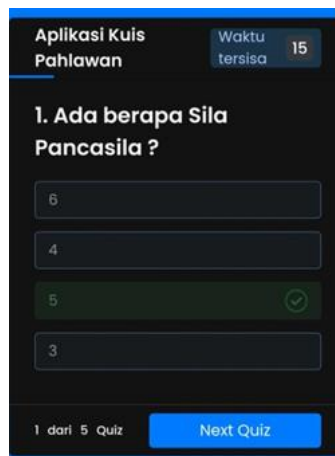 Aplikasi Kuis
Pahlawan
Waktu
tersisa
15
1. Ada berapa Sila
Pancasila ?
6
4
5
3
1 dari 5 Quiz
Next Quiz